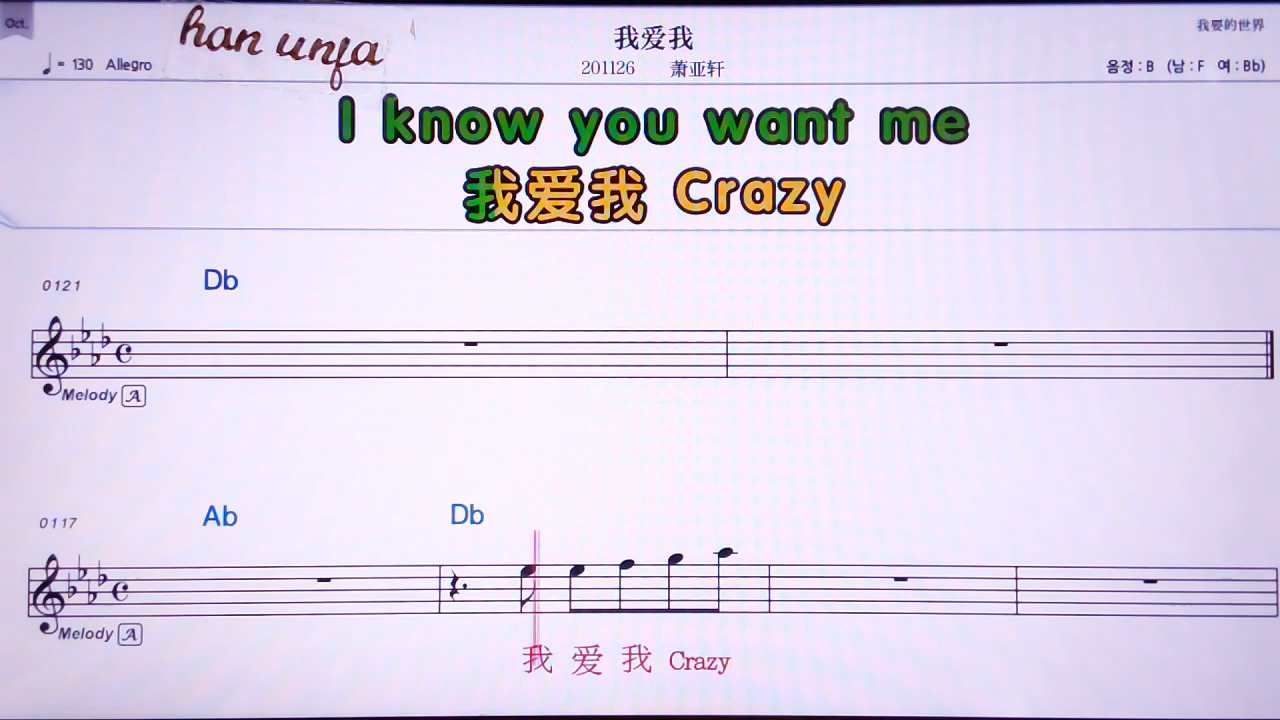 Oct.
han unfa
♩ = 130 Allegro
我爱我
201126 萧亚轩
我要的世界
음정 : B (남 : F 여 : Bb)
I know you want me
我爱我 Crazy
0121
Db
Melody A
0117
Ab Db
Melody A
我 爱 我 Crazy